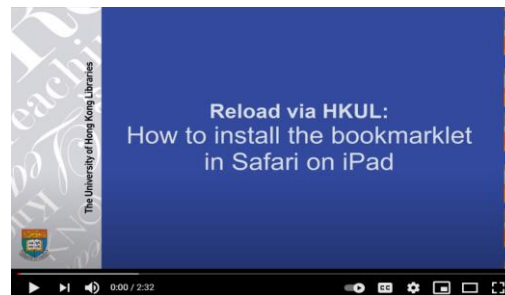 The University of Hong Kong Libraries
Reload via HKUL:
How to install the bookmarklet
in Safari on iPad
0:00 / 2:32
CC